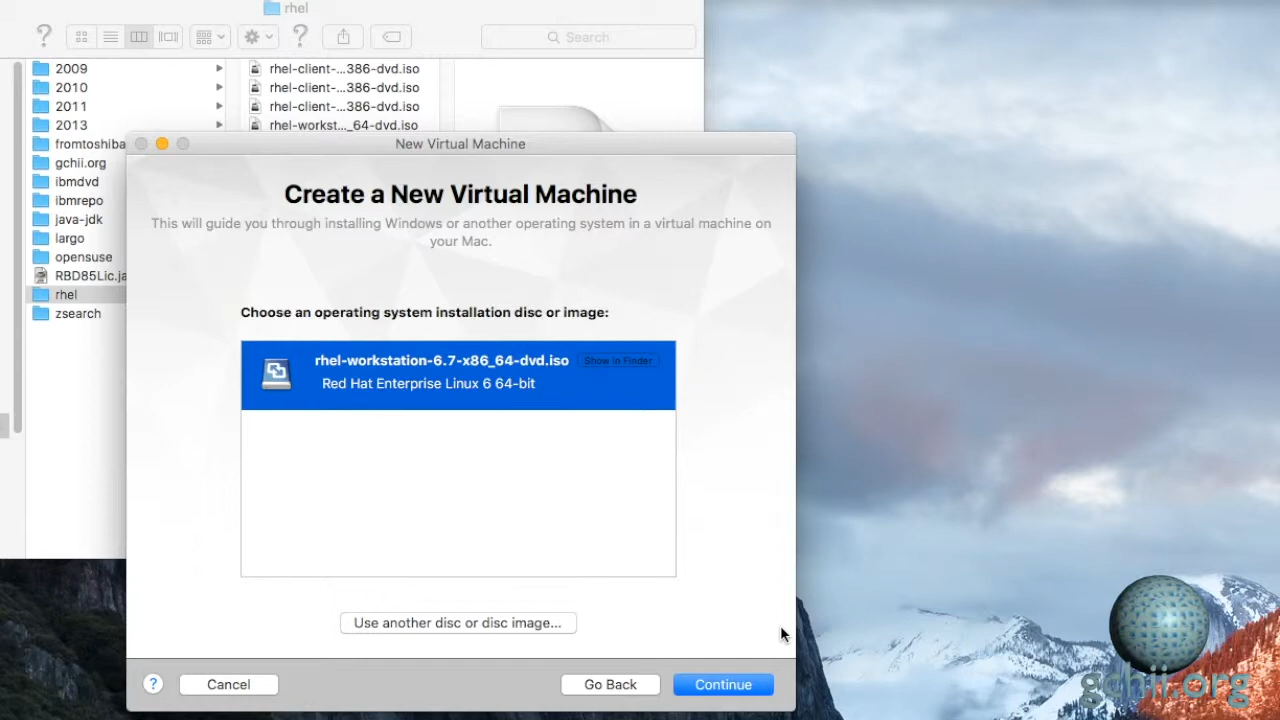 rhel
?
?
Search
2009
2010
2011
2013
fromtoshiba
gchii.org
ibmdvd
ibmrepo
java-jdk
largo
opensuse
RBD85Lic.ja
rhel
zsearch
rhel-client-...386-dvd.iso
rhel-client-...386-dvd.iso
rhel-client-...386-dvd.iso
rhel-workst..._64-dvd.iso
New Virtual Machine
Create a New Virtual Machine
This will guide you through installing Windows or another operating system in a virtual machine on
your Mac.
Choose an operating system installation disc or image:
rhel-workstation-6.7-x86_64-dvd.iso Show in Finder
Red Hat Enterprise Linux 6 64-bit
Use another disc or disc image...
? Cancel Go Back Continue
gchii.org